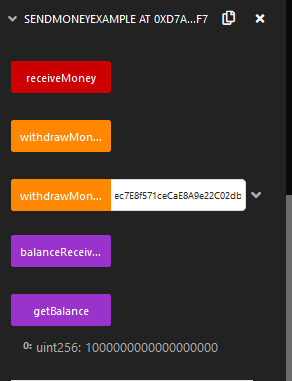 SENDMONEYEXAMPLE AT 0XD7A...F7
receiveMoney
withdrawMon...
withdrawMon... ec7E8f571ceCaE8A9e22C02db
balanceReceiv...
getBalance
0: uint256: 1000000000000000000